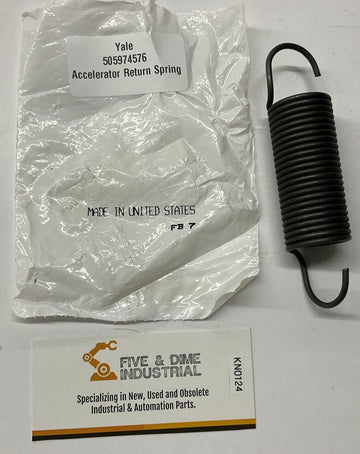 Yale
505974576
Accelerator Return Spring
MADE IN UNITED STATES
FB 7
FIVE & DIME
INDUSTRIAL
Specializing in New, Used and Obsolete
Industrial & Automation Parts.
KN0124